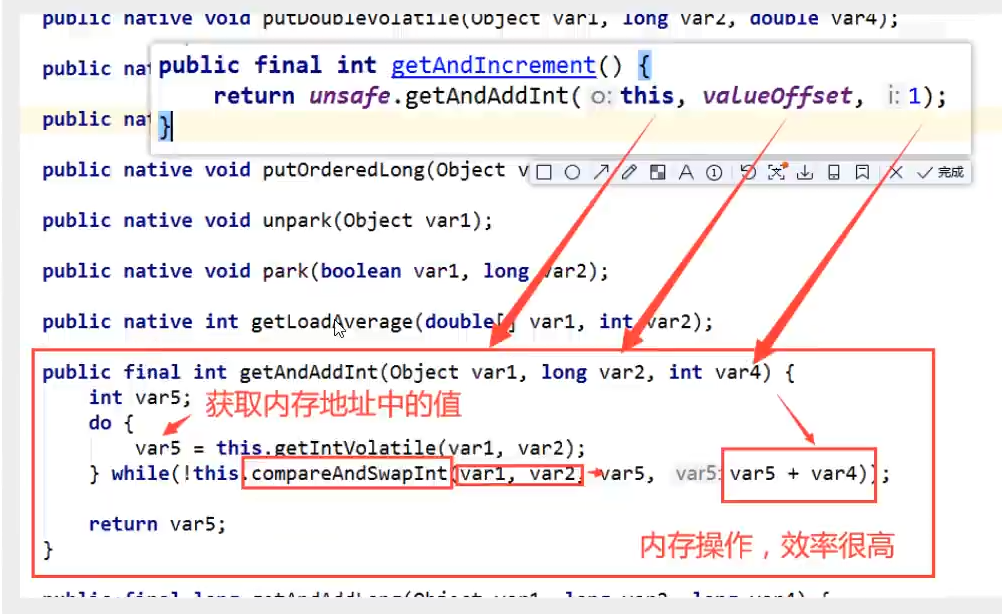 public native void putDoubleVolatile(Object var1, long var2, double var4);
public nat
public final int getAndIncrement() {
return unsafe.getAndAddInt( o: this, valueOffset, i: 1);
public nat
}
public native void putOrderedLong(Object v
A 1 完成
public native void unpark(Object var1);
public native void park(boolean var1, long var2);
public native int getLoadAverage(double[] var1, int var2);
public final int getAndAddInt(Object var1, long var2, int var4) {
int var5;
获取内存地址中的值
do {
var5 = this.getIntVolatile(var1, var2);
} while(!this.compareAndSwapInt(var1, var2, var5, var5: var5 + var4));
return var5;
内存操作，效率很高
}
public final long getAndAddLong(Object var1, long var2, long var4) {